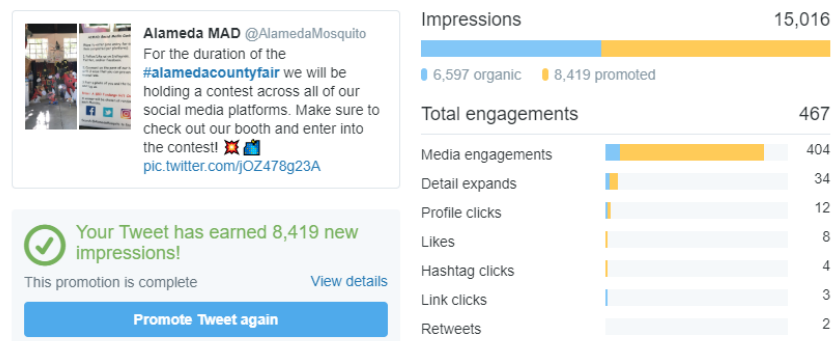 Alameda MAD @AlamedaMosquito
For the duration of the
#alamedacountyfair we will be
holding a contest across all of our
social media platforms. Make sure to
check out our booth and enter into
the contest! 💥
pic.twitter.com/jOZ478g23A
Your Tweet has earned 8,419 new
impressions!
This promotion is complete View details
Promote Tweet again
Impressions 15,016
6,597 organic 8,419 promoted
Total engagements 467
Media engagements 404
Detail expands 34
Profile clicks 12
Likes 8
Hashtag clicks 4
Link clicks 3
Retweets 2